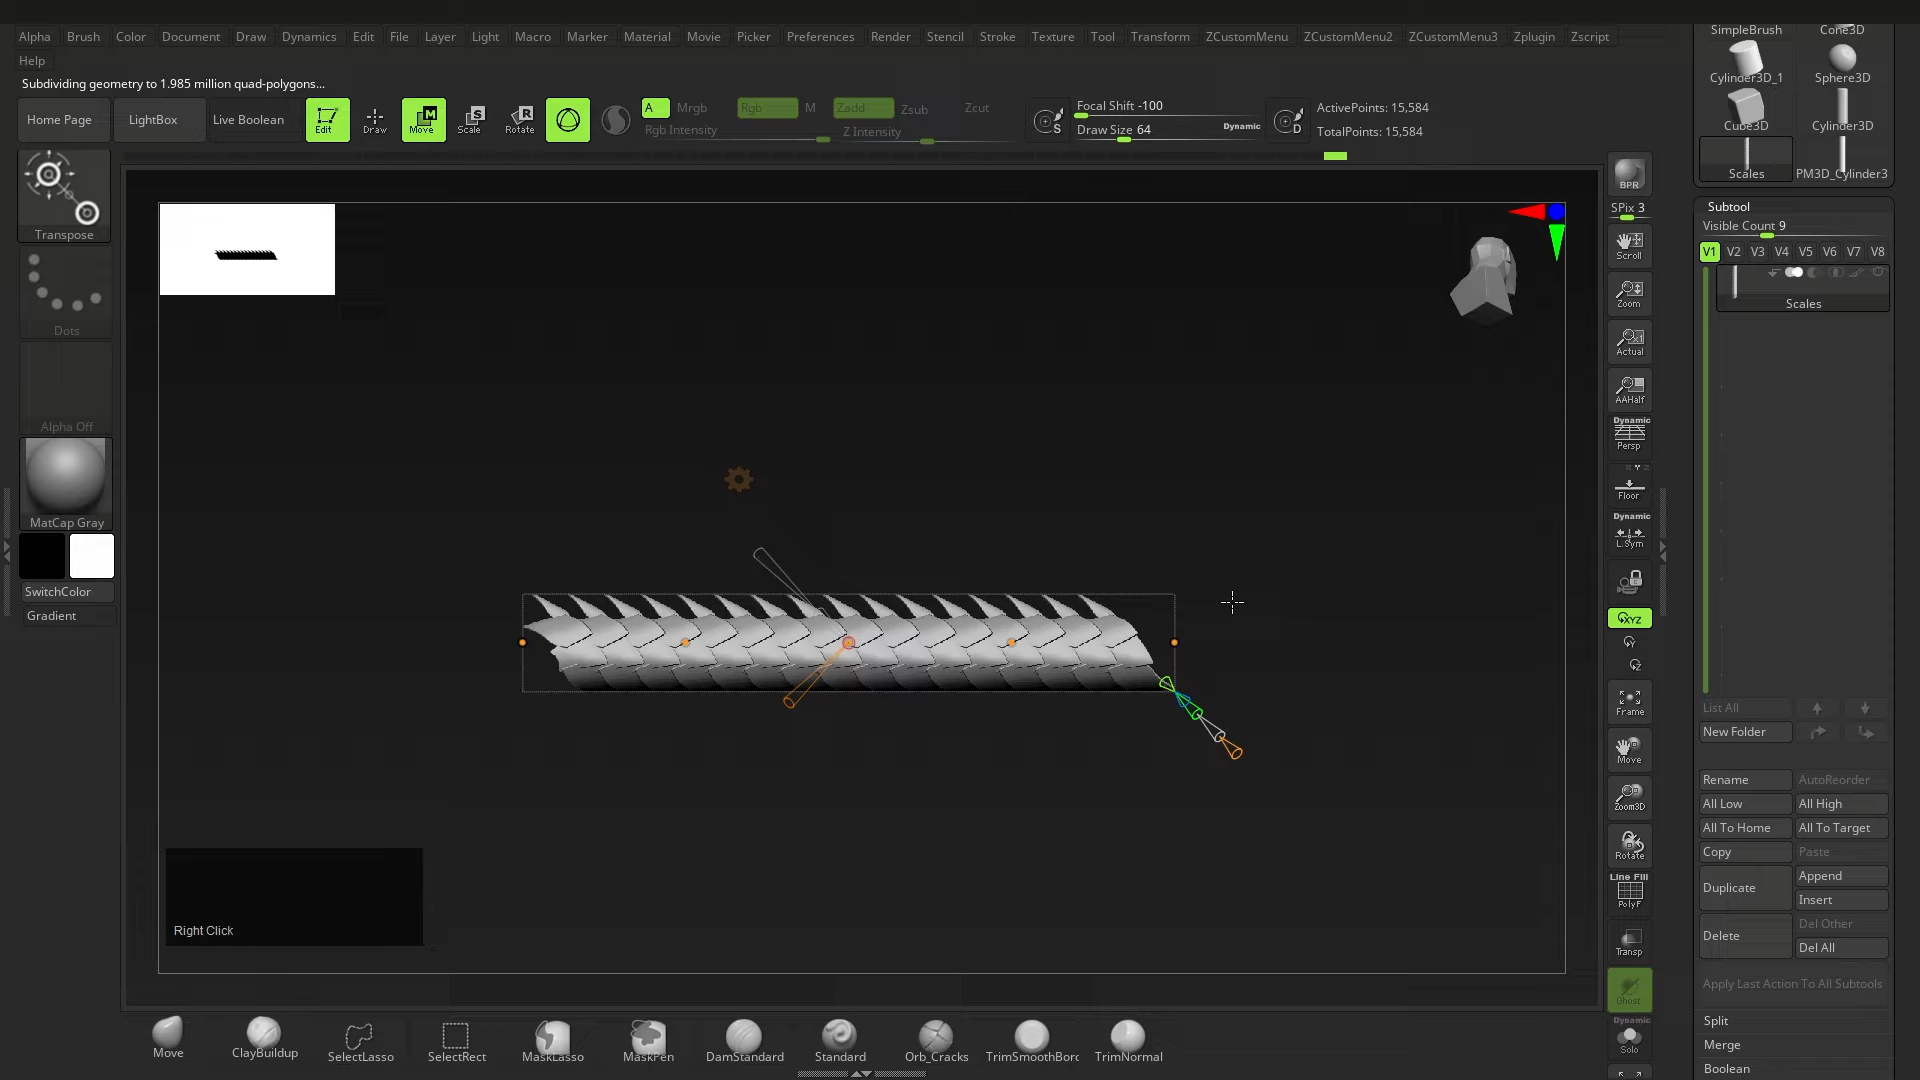 Alpha Brush Color Document Draw Dynamics Edit File Layer Light Macro Marker Material Movie Picker Preferences Render Stencil Stroke Texture Tool Transform ZCustomMenu ZCustomMenu2 ZCustomMenu3 Zplugin Zscript
Help
Subdividing geometry to 1.985 million quad-polygons...
Home Page
LightBox
Live Boolean
Edit
Draw
M
Move
S
Scale
R
Rotate
A
Mrgb
Rgb
M
Rgb Intensity
Zadd
Zsub
Zcut
Z Intensity
S
Focal Shift -100
Draw Size 64
Dynamic
D
ActivePoints: 15,584
TotalPoints: 15,584
Transpose
Dots
Alpha Off
MatCap Gray
SwitchColor
Gradient
Right Click
BPR
SPix 3
Scroll
Zoom
Actual
AAHalf
Dynamic
Persp
Floor
Dynamic
L.Sym
XYZ
Y
Z
Frame
Move
Zoom3D
Rotate
Line Fill
PolyF
Transp
Ghost
Dynamic
Solo
SimpleBrush
Cone3D
Cylinder3D_1
Sphere3D
Cube3D
Cylinder3D
Scales
PM3D_Cylinder3
Subtool
Visible Count 9
V1 V2 V3 V4 V5 V6 V7 V8
Scales
List All
New Folder
Rename
AutoReorder
All Low
All High
All To Home
All To Target
Copy
Paste
Duplicate
Append
Insert
Delete
Del Other
Del All
Apply Last Action To All Subtools
Split
Merge
Boolean
Move
ClayBuildup
SelectLasso
SelectRect
MaskLasso
MaskPen
DamStandard
Standard
Orb_Cracks
TrimSmoothBorc
TrimNormal